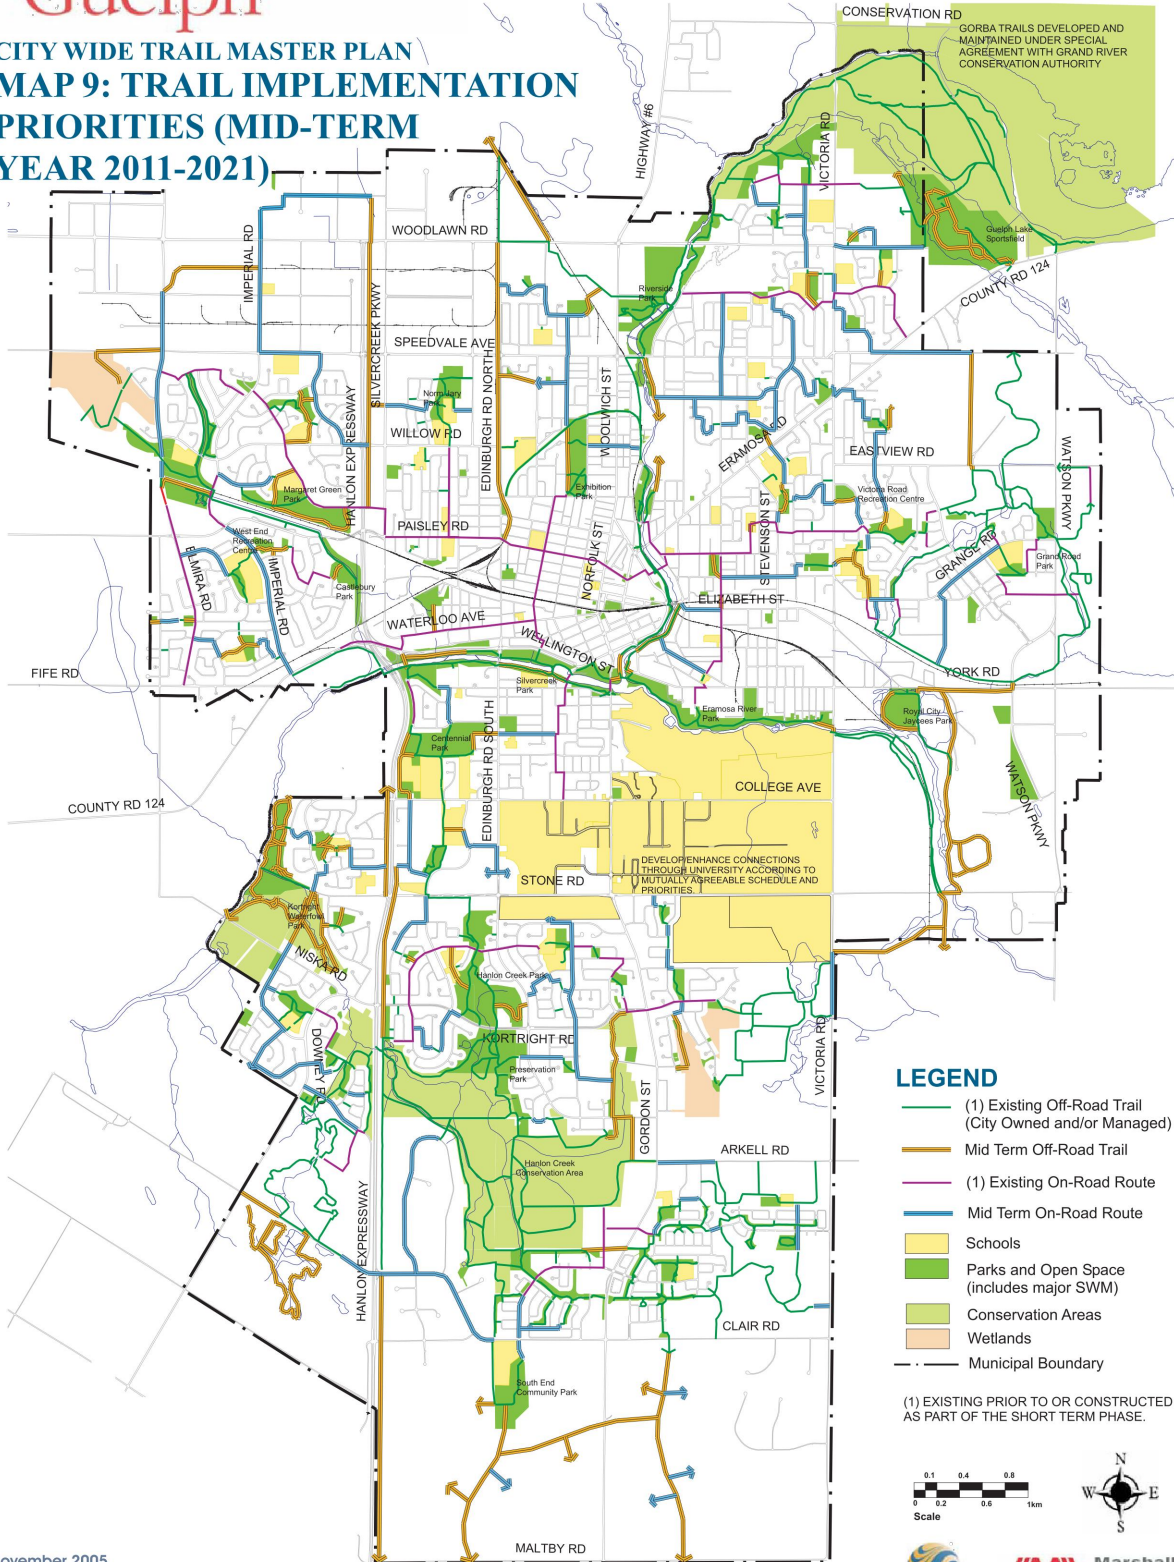 Guelph
CITY WIDE TRAIL MASTER PLAN
MAP 9: TRAIL IMPLEMENTATION
PRIORITIES (MID-TERM
YEAR 2011-2021)
CONSERVATION RD
GORBA TRAILS DEVELOPED AND
MAINTAINED UNDER SPECIAL
AGREEMENT WITH GRAND RIVER
CONSERVATION AUTHORITY
HIGHWAY #6
VICTORIA RD
WOODLAWN RD
IMPERIAL RD
Guelph Lake
Sportsfield
COUNTY RD 124
Riverside
Park
SILVERCREEK PKWY
SPEEDVALE AVE
EDINBURGH RD NORTH
WOOLWICH ST
HANLON EXPRESSWAY
Norm Jary
Park
WILLOW RD
ERAMOSA RD
EASTVIEW RD
WATSON PKWY
Margaret Green
Park
Exhibition
Park
Victoria Road
Recreation Centre
PAISLEY RD
STEVENSON ST
West End
Recreation
Centre
NORFOLK ST
GRANGE RD
Grand Road
Park
ELMIRA RD
IMPERIAL RD
Castlebury
Park
ELIZABETH ST
WATERLOO AVE
WELLINGTON ST
FIFE RD
YORK RD
Silvercreek
Park
Eramosa River
Park
Royal City
Jaycees Park
Centennial
Park
EDINBURGH RD SOUTH
WATSON PKWY
COLLEGE AVE
COUNTY RD 124
DEVELOP/ENHANCE CONNECTIONS
THROUGH UNIVERSITY ACCORDING TO
MUTUALLY AGREEABLE SCHEDULE AND
PRIORITIES.
STONE RD
Kortright
Waterfowl
Park
NISKA RD
Hanlon Creek Park
DOWNEY RD
KORTRIGHT RD
VICTORIA RD
Preservation
Park
GORDON ST
ARKELL RD
Hanlon Creek
Conservation Area
HANLON EXPRESSWAY
CLAIR RD
South End
Community Park
MALTBY RD
LEGEND
(1) Existing Off-Road Trail
(City Owned and/or Managed)
Mid Term Off-Road Trail
(1) Existing On-Road Route
Mid Term On-Road Route
Schools
Parks and Open Space
(includes major SWM)
Conservation Areas
Wetlands
Municipal Boundary
(1) EXISTING PRIOR TO OR CONSTRUCTED
AS PART OF THE SHORT TERM PHASE.
0.1 0.4 0.8
0 0.2 0.6 1km
Scale
N
W E
S
ovember 2005
Marshall